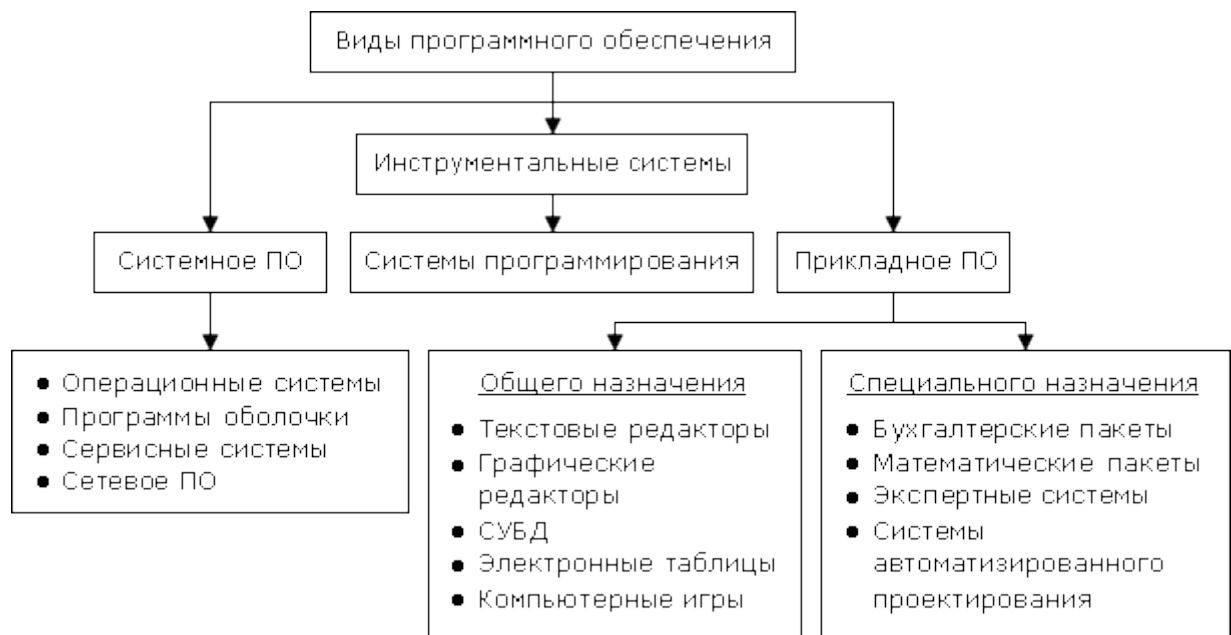 Виды программного обеспечения
Инструментальные системы
Системное ПО
Системы программирования
Прикладное ПО
● Операционные системы
● Программы оболочки
● Сервисные системы
● Сетевое ПО
Общего назначения
● Текстовые редакторы
● Графические
редакторы
● СУБД
● Электронные таблицы
● Компьютерные игры
Специального назначения
● Бухгалтерские пакеты
● Математические пакеты
● Экспертные системы
● Системы
автоматизированного
проектирования